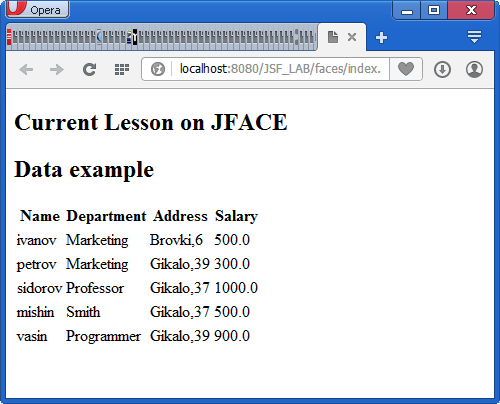 Opera
localhost:8080/JSF_LAB/faces/index.
Current Lesson on JFACE
Data example
Name Department Address Salary
ivanov Marketing Brovki,6 500.0
petrov Marketing Gikalo,39 300.0
sidorov Professor Gikalo,37 1000.0
mishin Smith Gikalo,37 500.0
vasin Programmer Gikalo,39 900.0